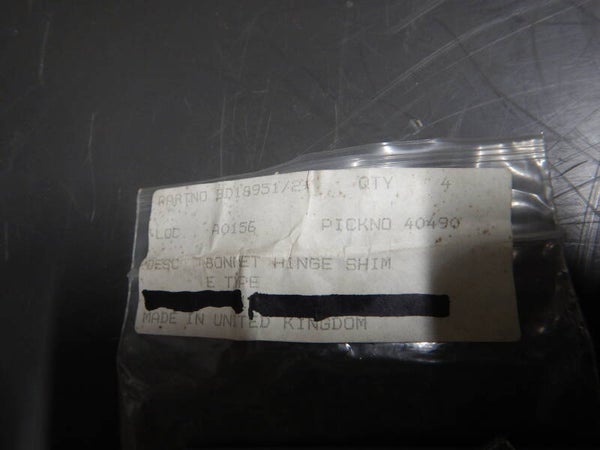 PARTNO BD18951/2 QTY 4
LOC A0156 PICKNO 40490
DESC BONNET HINGE SHIM
E TYPE
MADE IN UNITED KINGDOM